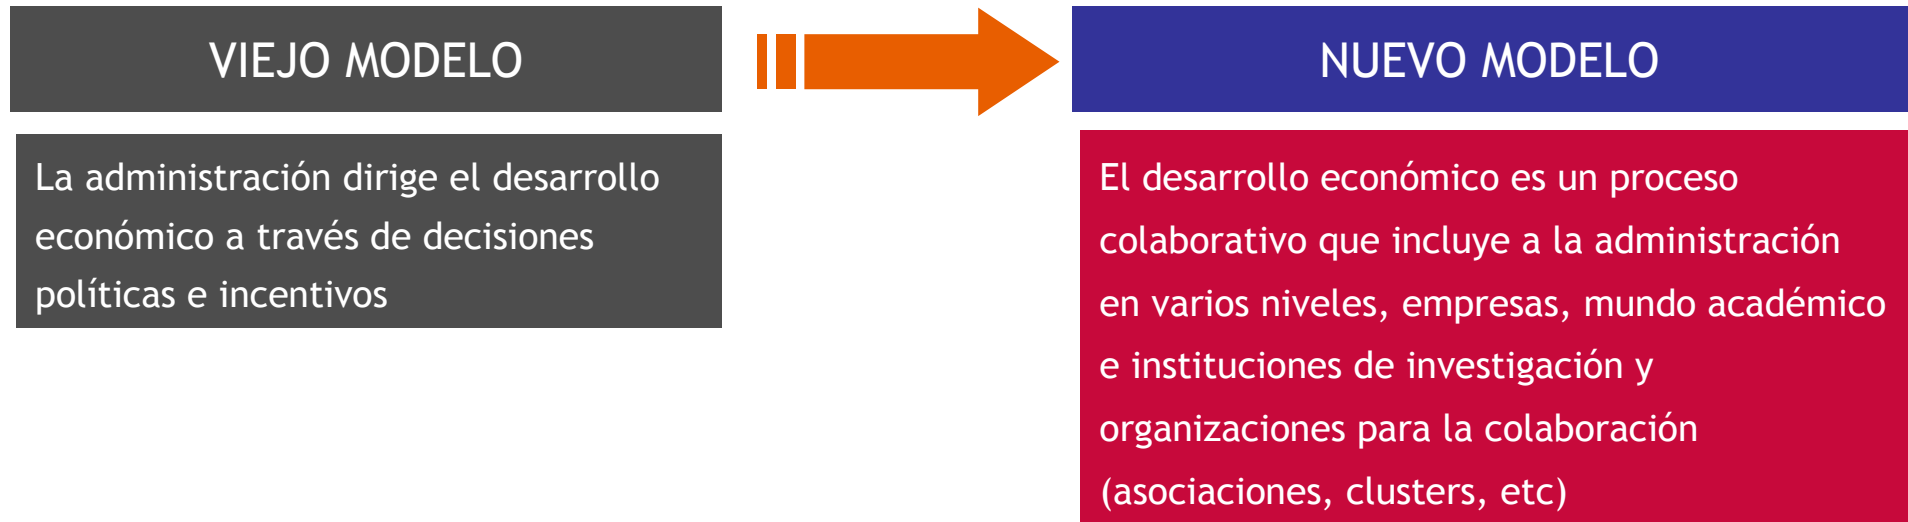 VIEJO MODELO
NUEVO MODELO
La administración dirige el desarrollo
económico a través de decisiones
políticas e incentivos
El desarrollo económico es un proceso
colaborativo que incluye a la administración
en varios niveles, empresas, mundo académico
e instituciones de investigación y
organizaciones para la colaboración
(asociaciones, clusters, etc)